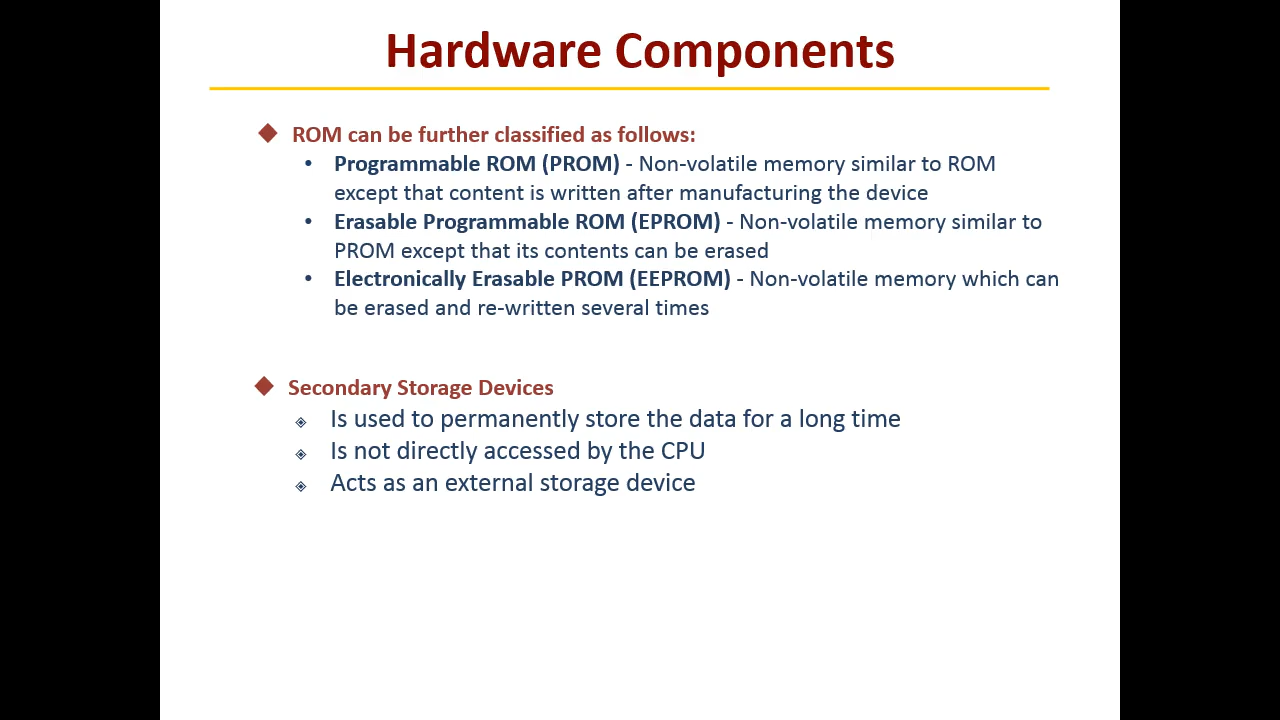 Hardware Components
ROM can be further classified as follows:
• Programmable ROM (PROM) - Non-volatile memory similar to ROM
except that content is written after manufacturing the device
• Erasable Programmable ROM (EPROM) - Non-volatile memory similar to
PROM except that its contents can be erased
• Electronically Erasable PROM (EEPROM) - Non-volatile memory which can
be erased and re-written several times
Secondary Storage Devices
Is used to permanently store the data for a long time
Is not directly accessed by the CPU
Acts as an external storage device